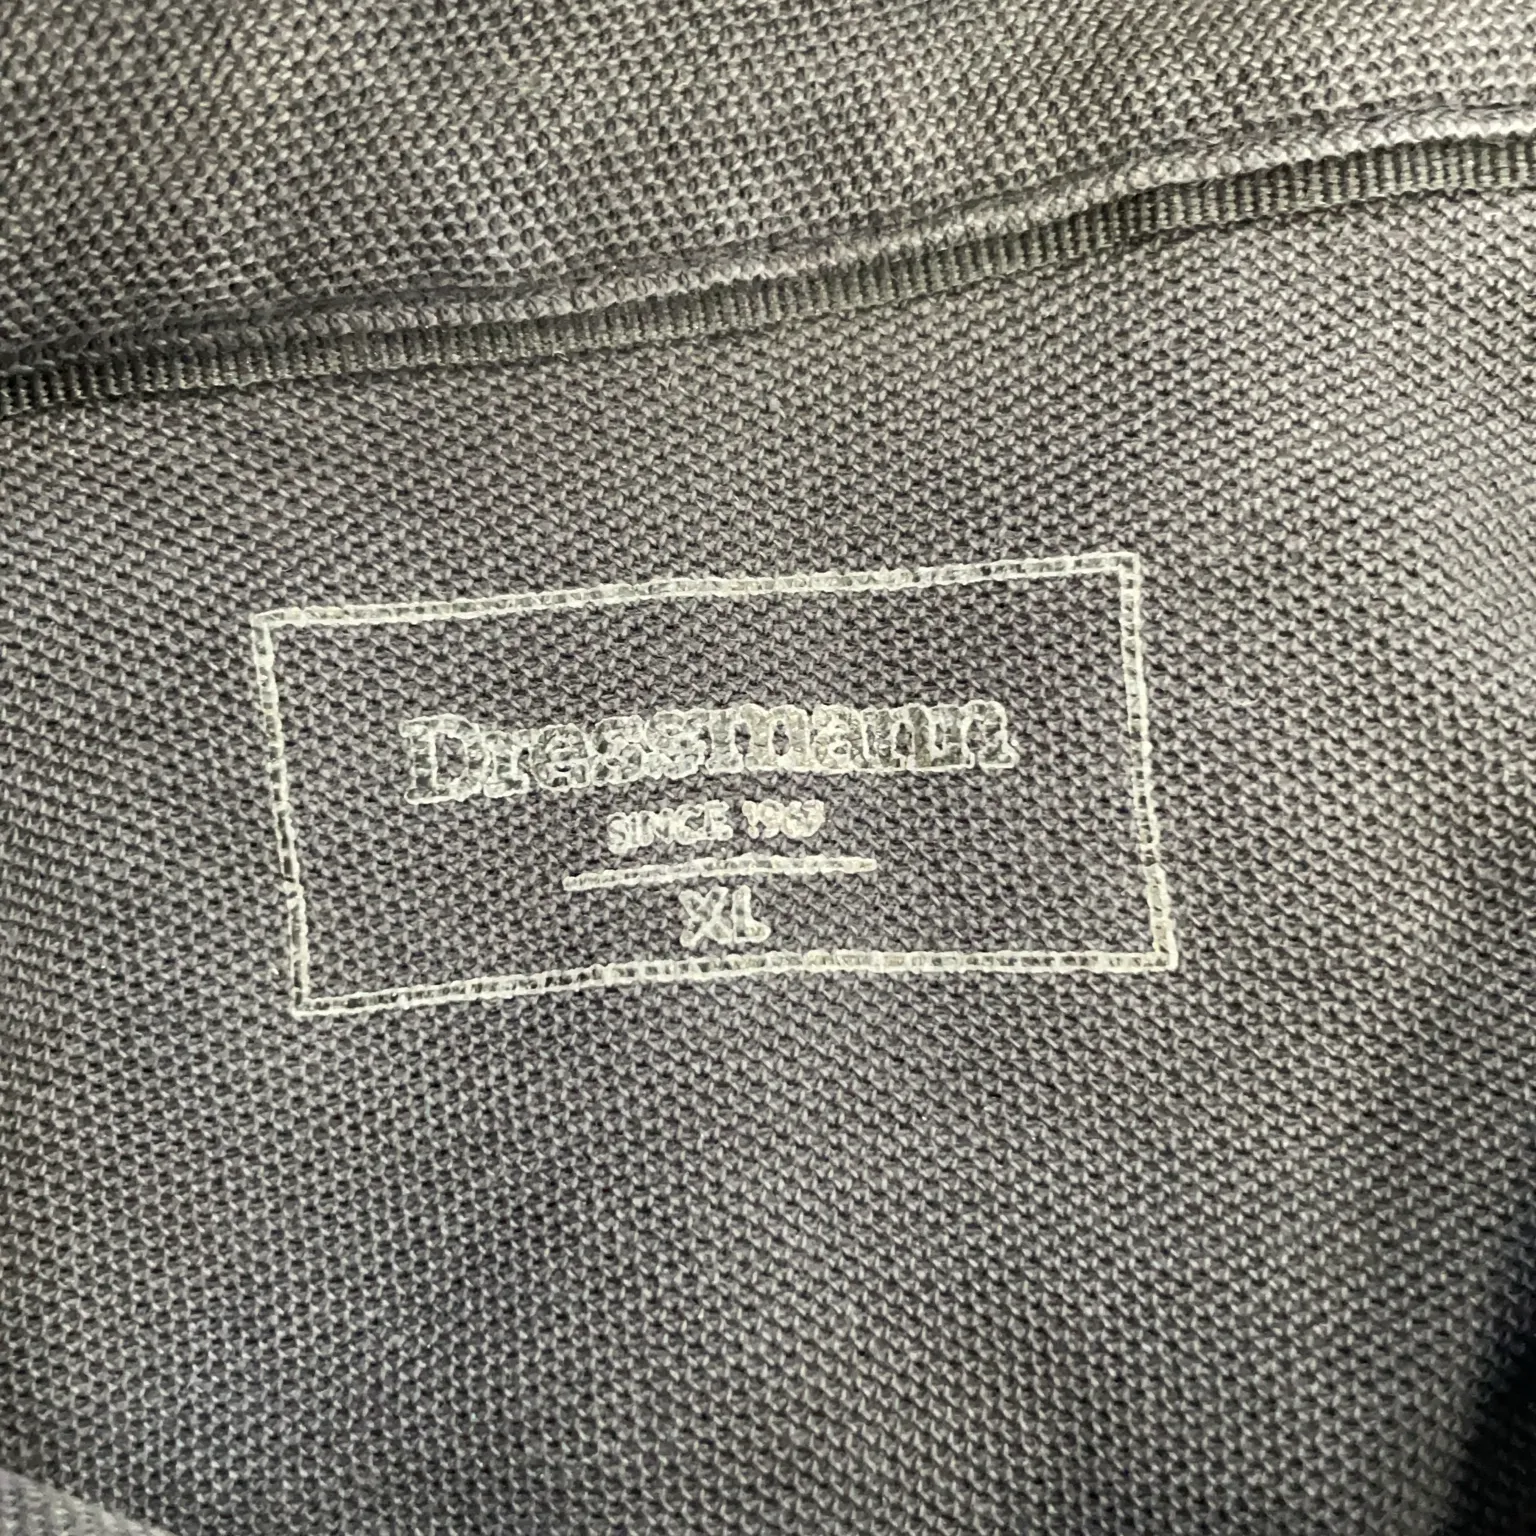 Dressmann
SINCE 1967
XL